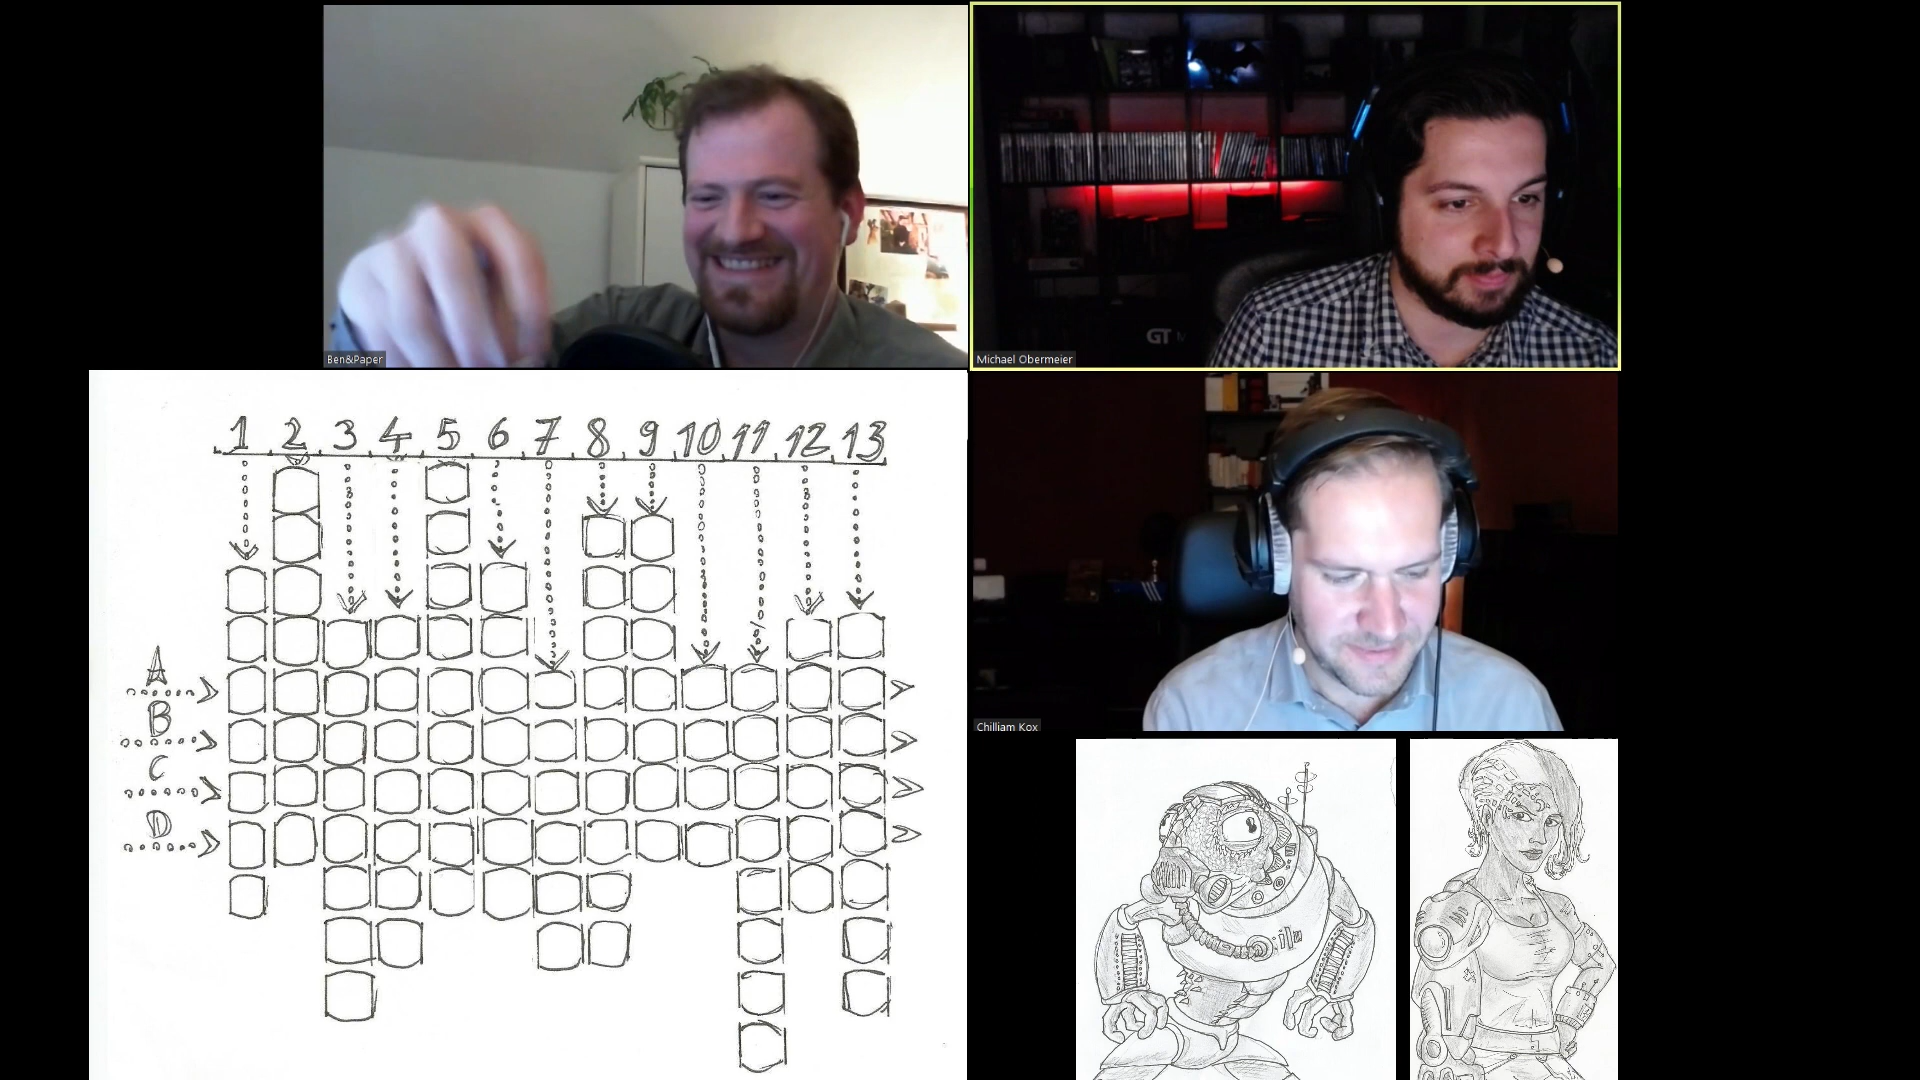 Ben&Paper
Michael Obermeier
GT
1 2 3 4 5 6 7 8 9 10 11 12 13
A
B
C
D
Chilliam Kox